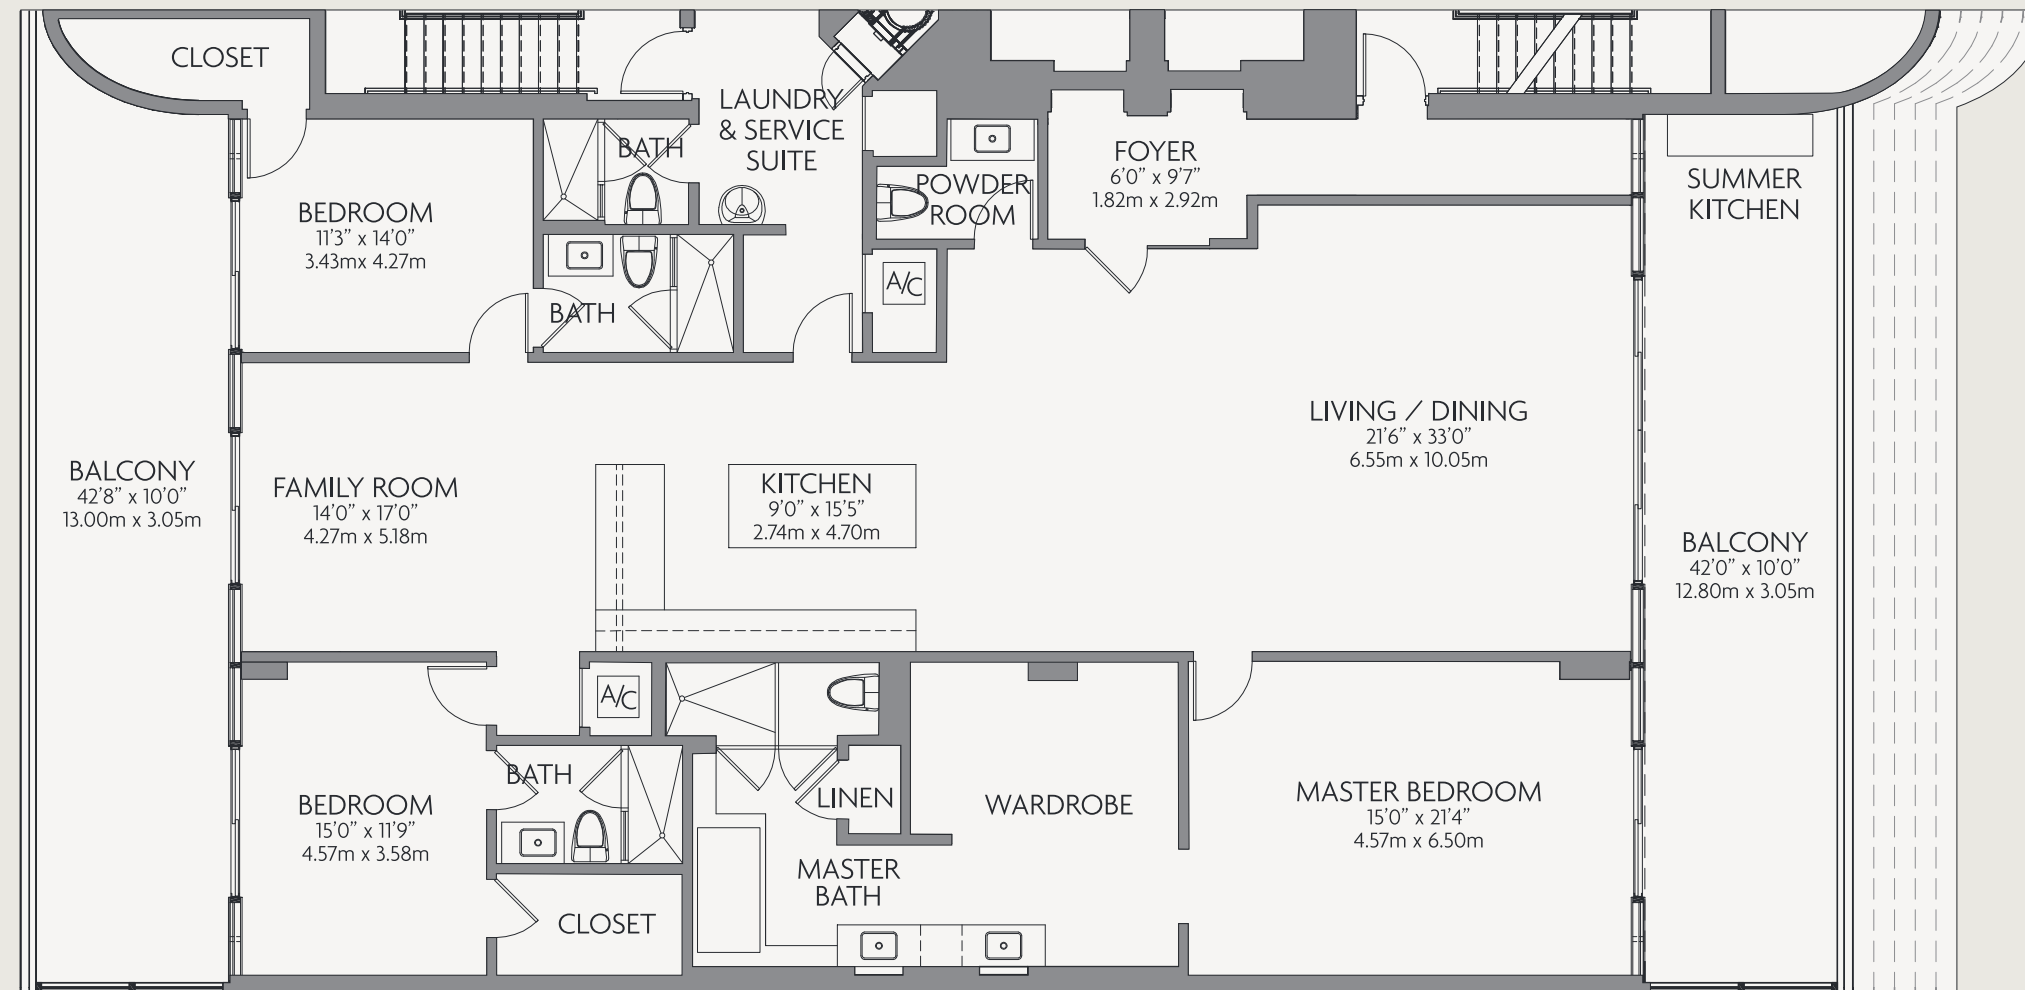 CLOSET
LAUNDRY
& SERVICE
SUITE
BATH
FOYER
6'0” x 9'7”
1.82m x 2.92m
POWDER
ROOM
SUMMER
KITCHEN
BEDROOM
11'3” x 14'0”
3.43mx 4.27m
A/C
BATH
LIVING / DINING
21'6” x 33'0”
6.55m x 10.05m
BALCONY
42'8” x 10'0”
13.00m x 3.05m
FAMILY ROOM
14'0” x 17'0”
4.27m x 5.18m
KITCHEN
9'0” x 15'5”
2.74m x 4.70m
BALCONY
42'0” x 10'0”
12.80m x 3.05m
A/C
BATH
BEDROOM
15'0” x 11'9”
4.57m x 3.58m
LINEN
WARDROBE
MASTER BEDROOM
15'0” x 21'4”
4.57m x 6.50m
MASTER
BATH
CLOSET